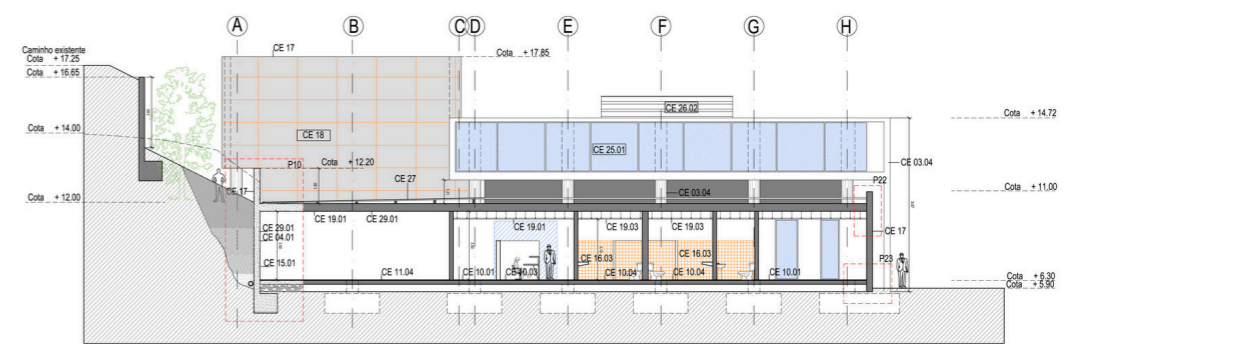 A B C D E F G H
Caminho existente
Cota + 17.25
Cota + 16.65
CE 17
Cota + 17.85
CE 26.02
Cota + 14.72
Cota + 14.00
CE 18
CE 25.01
P10
Cota + 12.20
CE 03.04
CE 17
CE 27
CE 03.04
P22
Cota + 11.00
Cota + 12.00
CE 19.01
CE 29.01
CE 19.01
CE 19.03
CE 19.03
CE 17
CE 29.01
CE 04.01
CE 15.01
CE 16.03
CE 16.03
P23
CE 11.04
CE 10.01
CE 10.03
CE 10.04
CE 10.04
CE 10.01
Cota + 6.30
Cota + 5.90